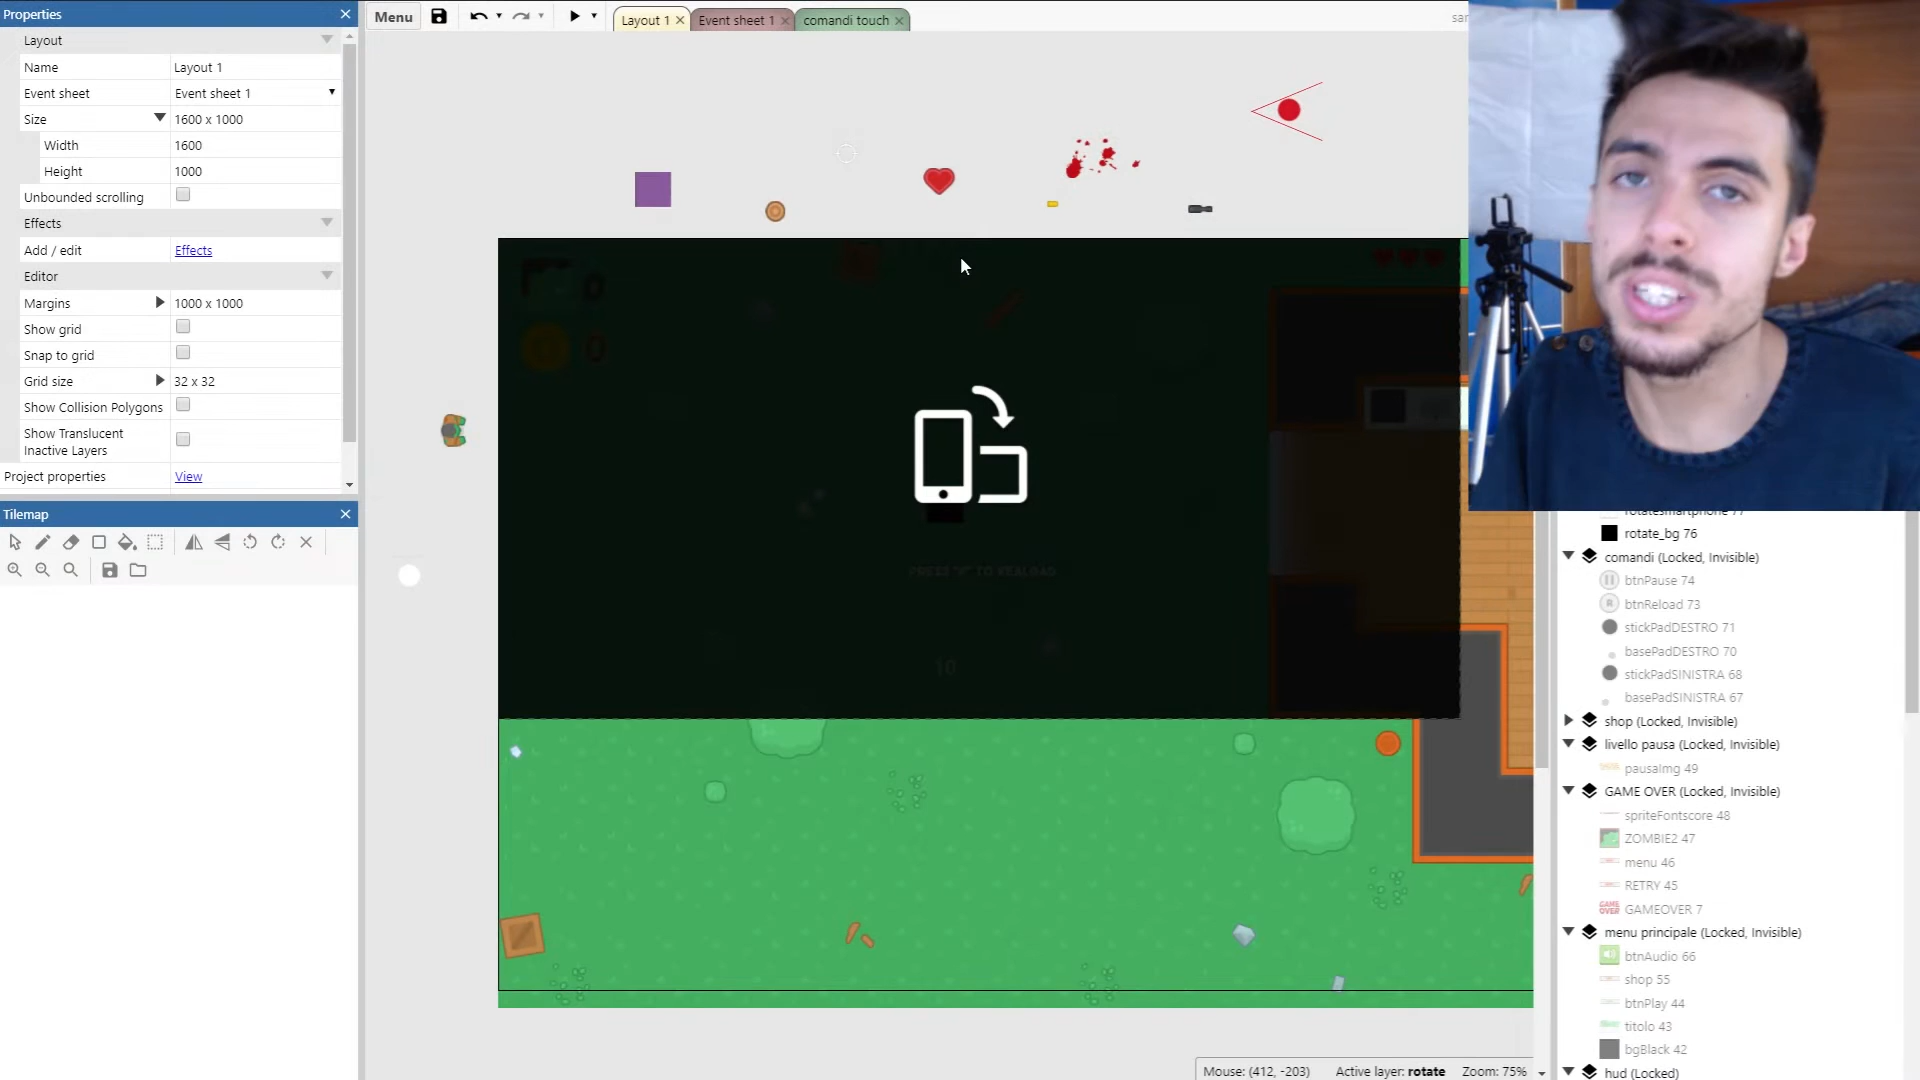 Properties
Menu
Layout 1
Event sheet 1
comandi touch
Layout
Name
Layout 1
Event sheet
Event sheet 1
Size
1600 x 1000
Width
1600
Height
1000
Unbounded scrolling
Effects
Add / edit
Effects
Editor
Margins
1000 x 1000
Show grid
Snap to grid
Grid size
32 x 32
Show Collision Polygons
Show Translucent
Inactive Layers
Project properties
View
Tilemap
PRESS "R" TO REALOAD
10
rotate_bg 76
comandi (Locked, Invisible)
btnPause 74
btnReload 73
stickPadDESTRO 71
basePadDESTRO 70
stickPadSINISTRA 68
basePadSINISTRA 67
shop (Locked, Invisible)
livello pausa (Locked, Invisible)
pausaImg 49
GAME OVER (Locked, Invisible)
spriteFontscore 48
ZOMBIE2 47
menu 46
RETRY 45
GAME
OVER
GAMEOVER 7
menu principale (Locked, Invisible)
btnAudio 66
shop 55
btnPlay 44
titolo 43
bgBlack 42
hud (Locked)
Mouse: (412, -203)
Active layer: rotate
Zoom: 75%